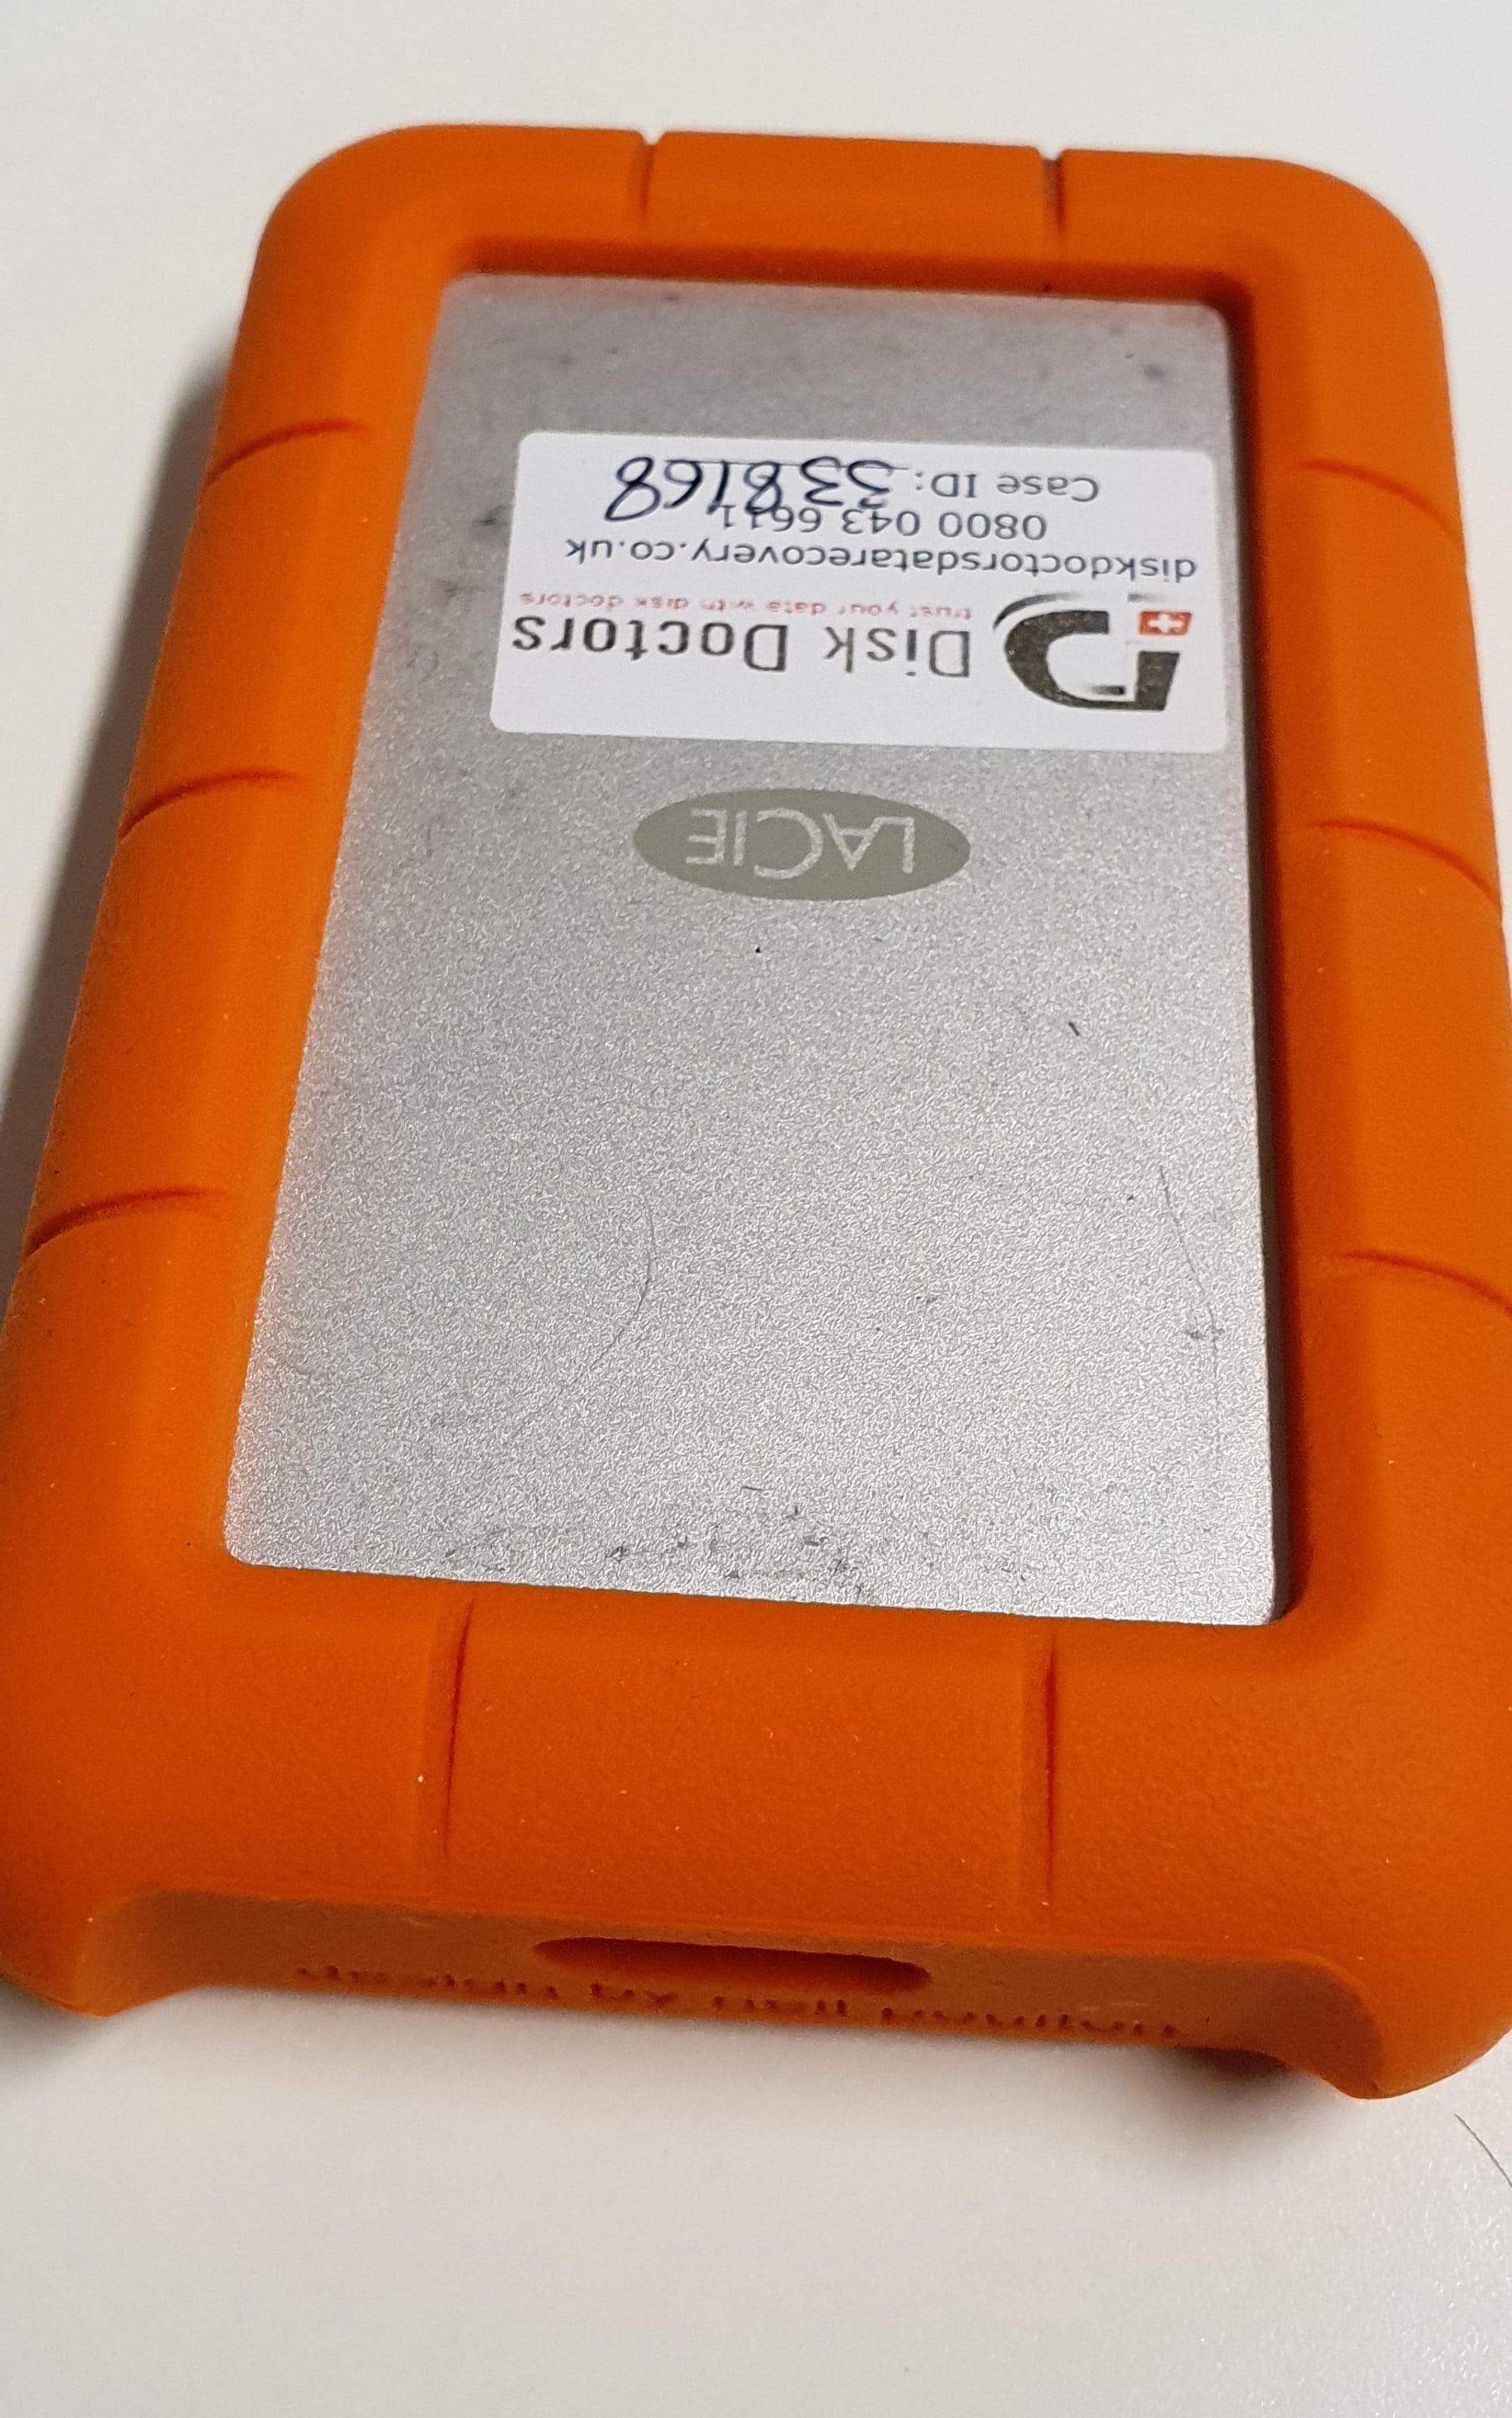 Disk Doctors
trust your data with disk doctors
diskdoctorsdatarecovery.co.uk
0800 043 6611
Case ID: 338168
LACIE
design by neil poulton